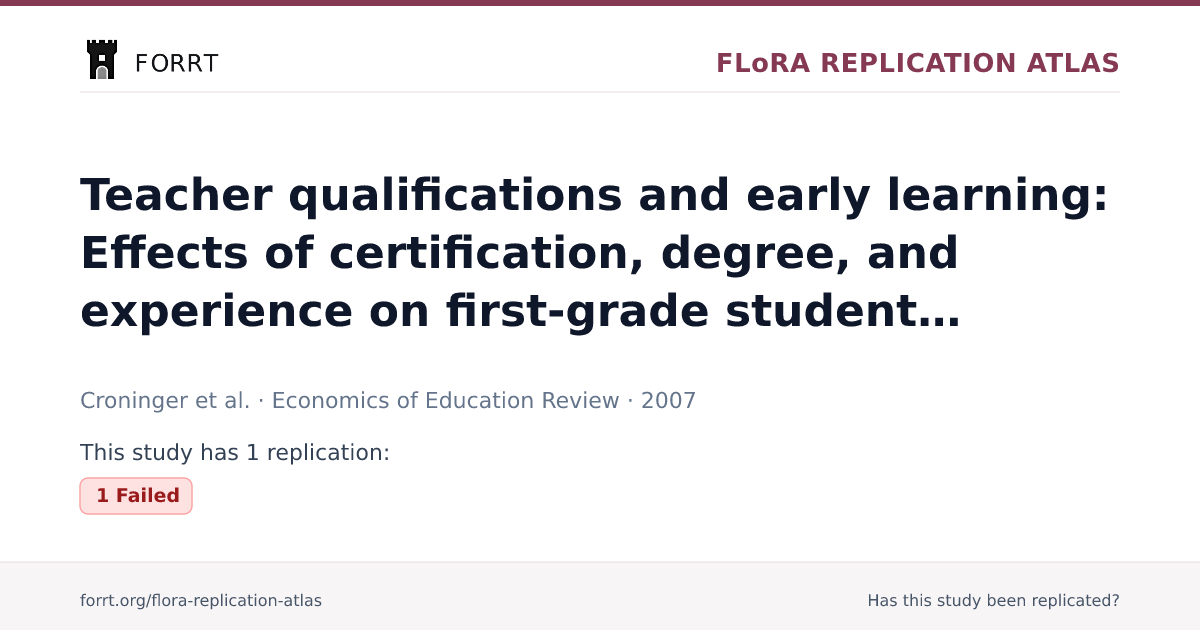 FORRT
FLoRA REPLICATION ATLAS
Teacher qualifications and early learning:
Effects of certification, degree, and
experience on first-grade student…
Croninger et al. · Economics of Education Review · 2007
This study has 1 replication:
1 Failed
forrt.org/flora-replication-atlas
Has this study been replicated?